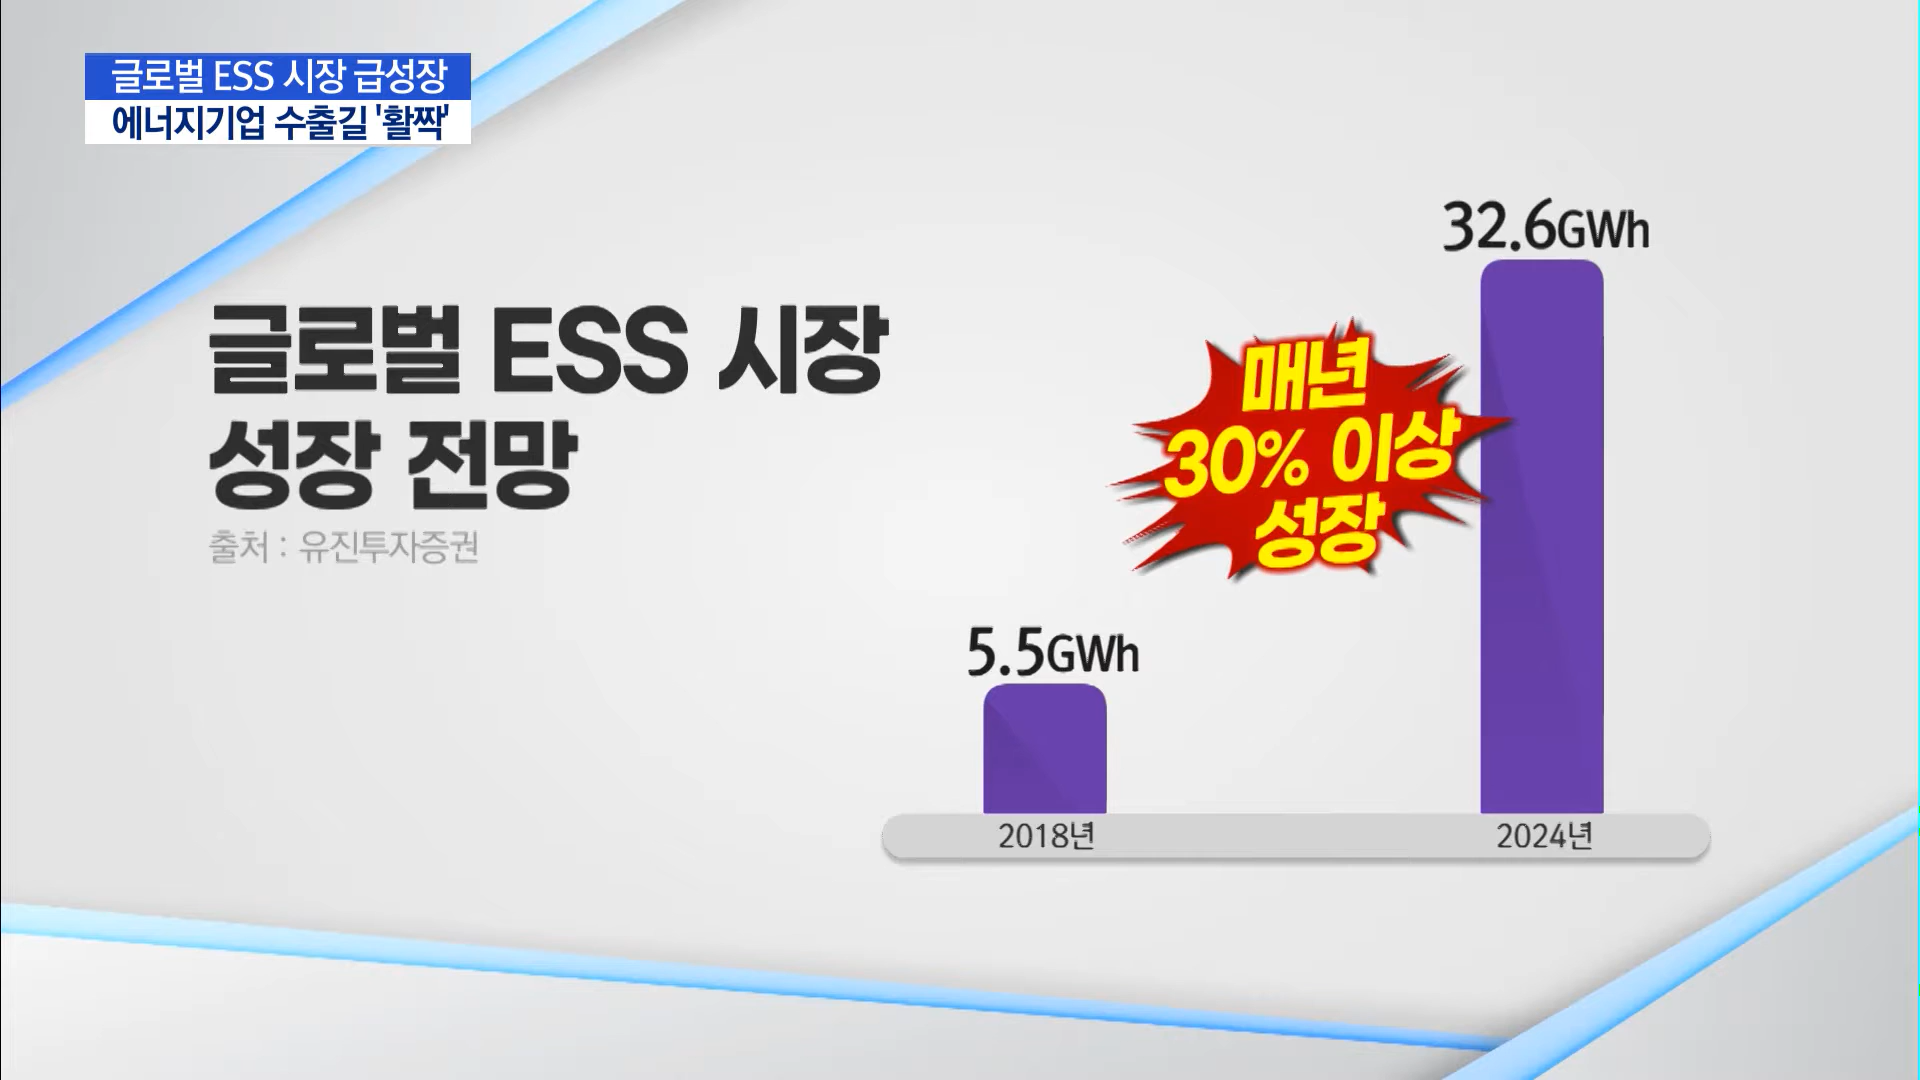 글로벌 ESS 시장 급성장
에너지기업 수출길 '활짝'
글로벌 ESS 시장
성장 전망
출처 : 유진투자증권
32.6GWh
매년
30% 이상
성장
5.5GWh
2018년
2024년